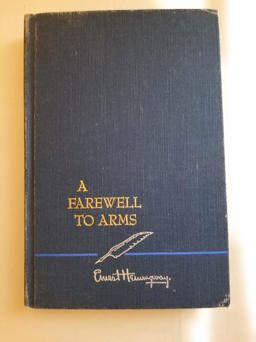 A
FAREWELL
TO ARMS
Ernest Hemingway.